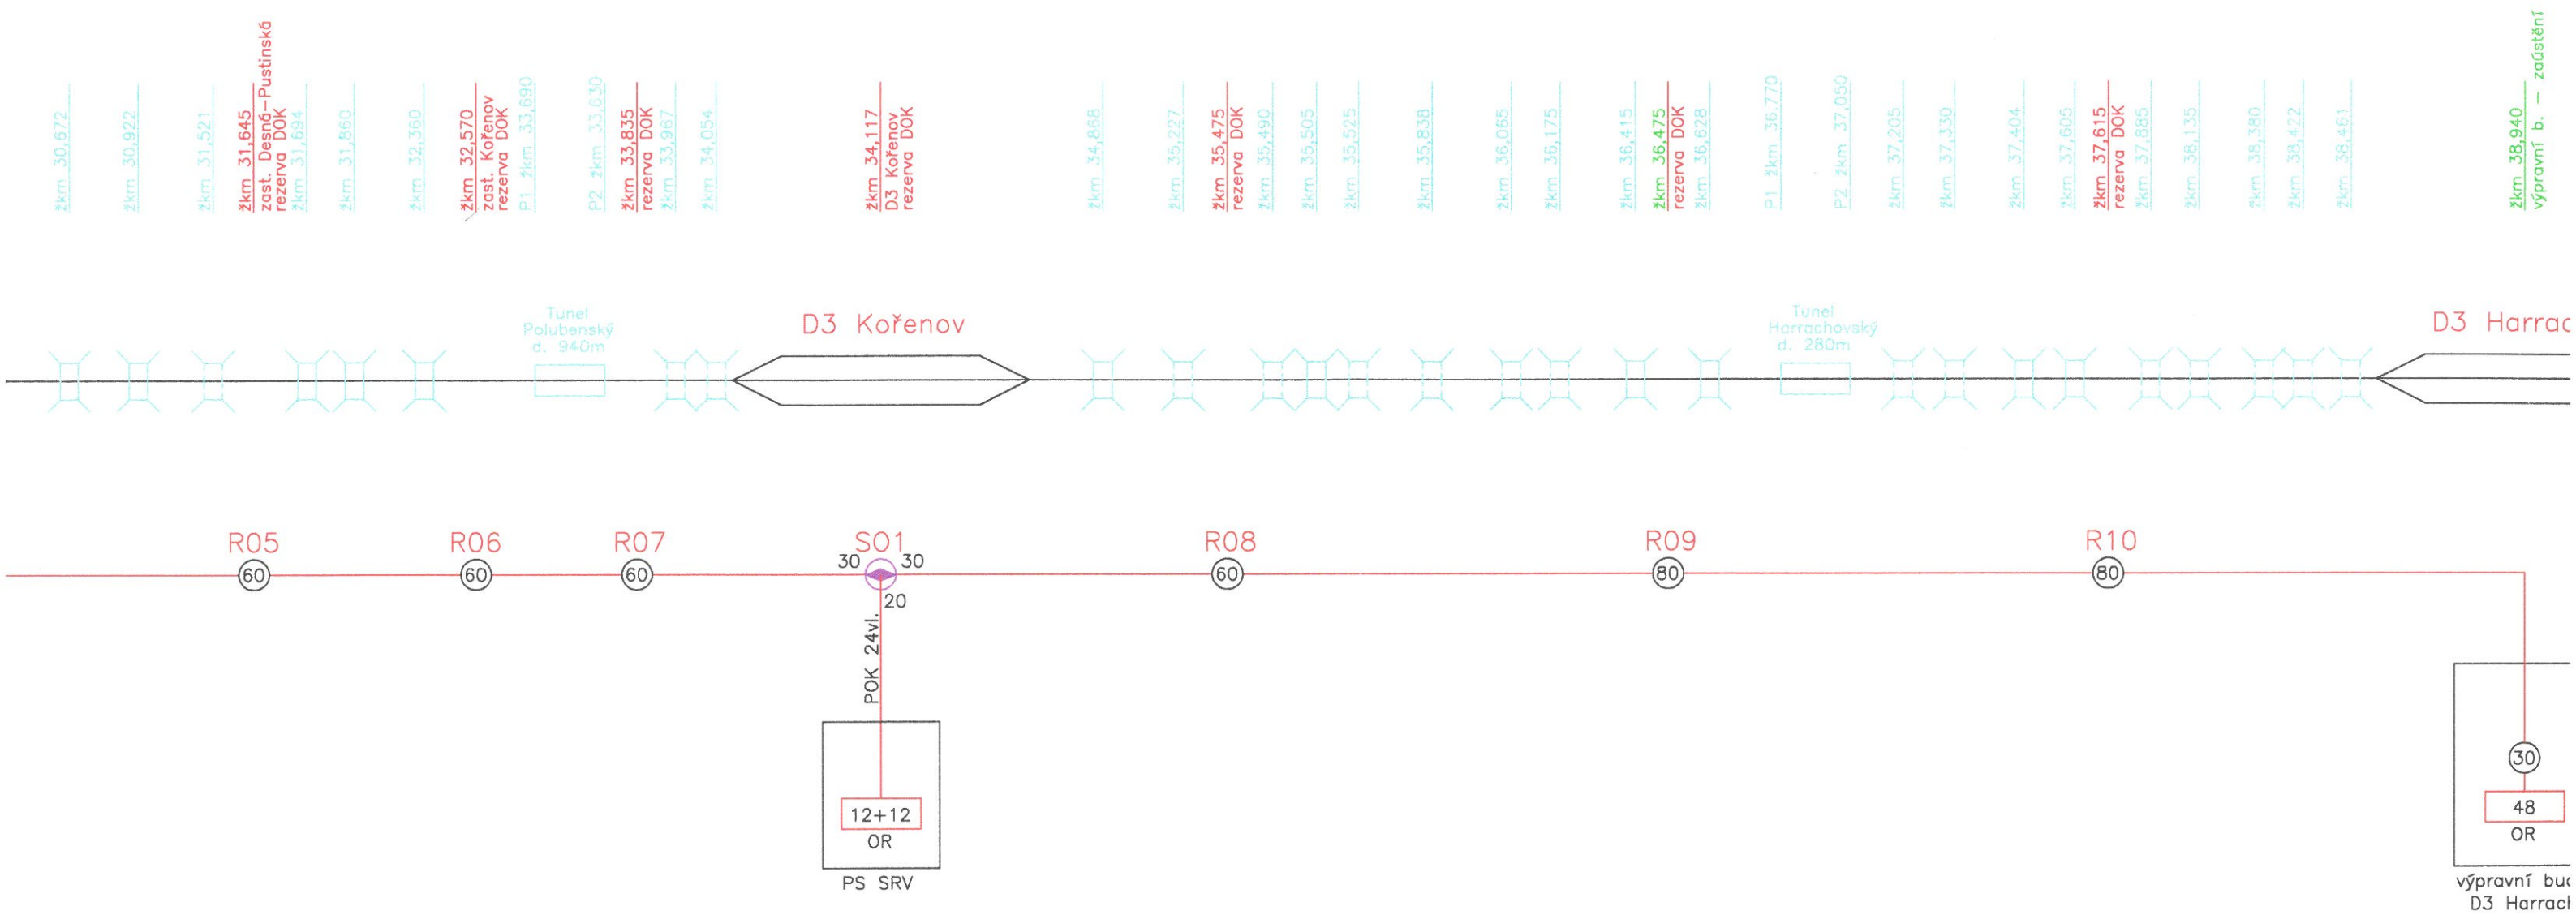 žkm 30,672
žkm 30,922
žkm 31,521
žkm 31,645
zast. Desná-Pustinská
rezerva DOK
žkm 31,694
žkm 31,860
žkm 32,360
žkm 32,570
zast. Kořenov
rezerva DOK
P1 žkm 33,690
P2 žkm 33,630
žkm 33,835
rezerva DOK
žkm 33,967
žkm 34,054
žkm 34,117
D3 Kořenov
rezerva DOK
žkm 34,868
žkm 35,227
žkm 35,475
rezerva DOK
žkm 35,490
žkm 35,505
žkm 35,525
žkm 35,838
žkm 36,065
žkm 36,175
žkm 36,415
žkm 36,475
rezerva DOK
žkm 36,628
P1 žkm 36,770
P2 žkm 37,050
žkm 37,205
žkm 37,330
žkm 37,404
žkm 37,605
žkm 37,615
rezerva DOK
žkm 37,885
žkm 38,135
žkm 38,380
žkm 38,422
žkm 38,461
žkm 38,940
výpravní b. – zaústění
Tunel
Polubenský
d. 940m
D3 Kořenov
Tunel
Harrachovský
d. 280m
D3 Harrac
R05
R06
R07
S01
R08
R09
R10
60
60
60
30
30
60
80
80
20
POK 24vl.
12+12
OR
PS SRV
30
48
OR
výpravní bud
D3 Harrach